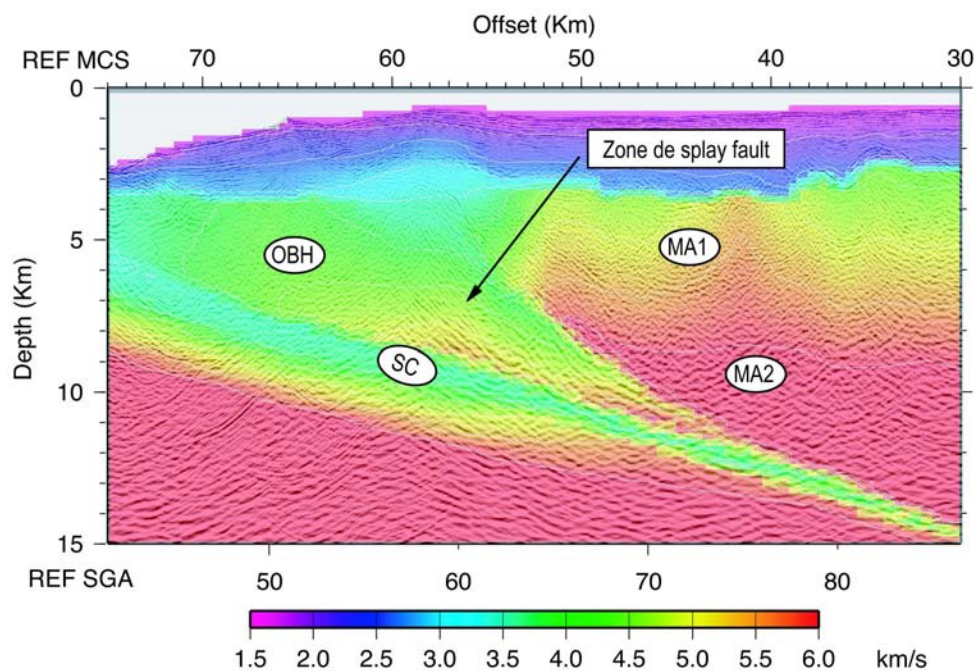 Offset (Km)
REF MCS 70 60 50 40 30
0
Zone de splay fault
5
OBH
MA1
Depth (Km)
SC
MA2
10
15
REF SGA 50 60 70 80
1.5 2.0 2.5 3.0 3.5 4.0 4.5 5.0 5.5 6.0 km/s